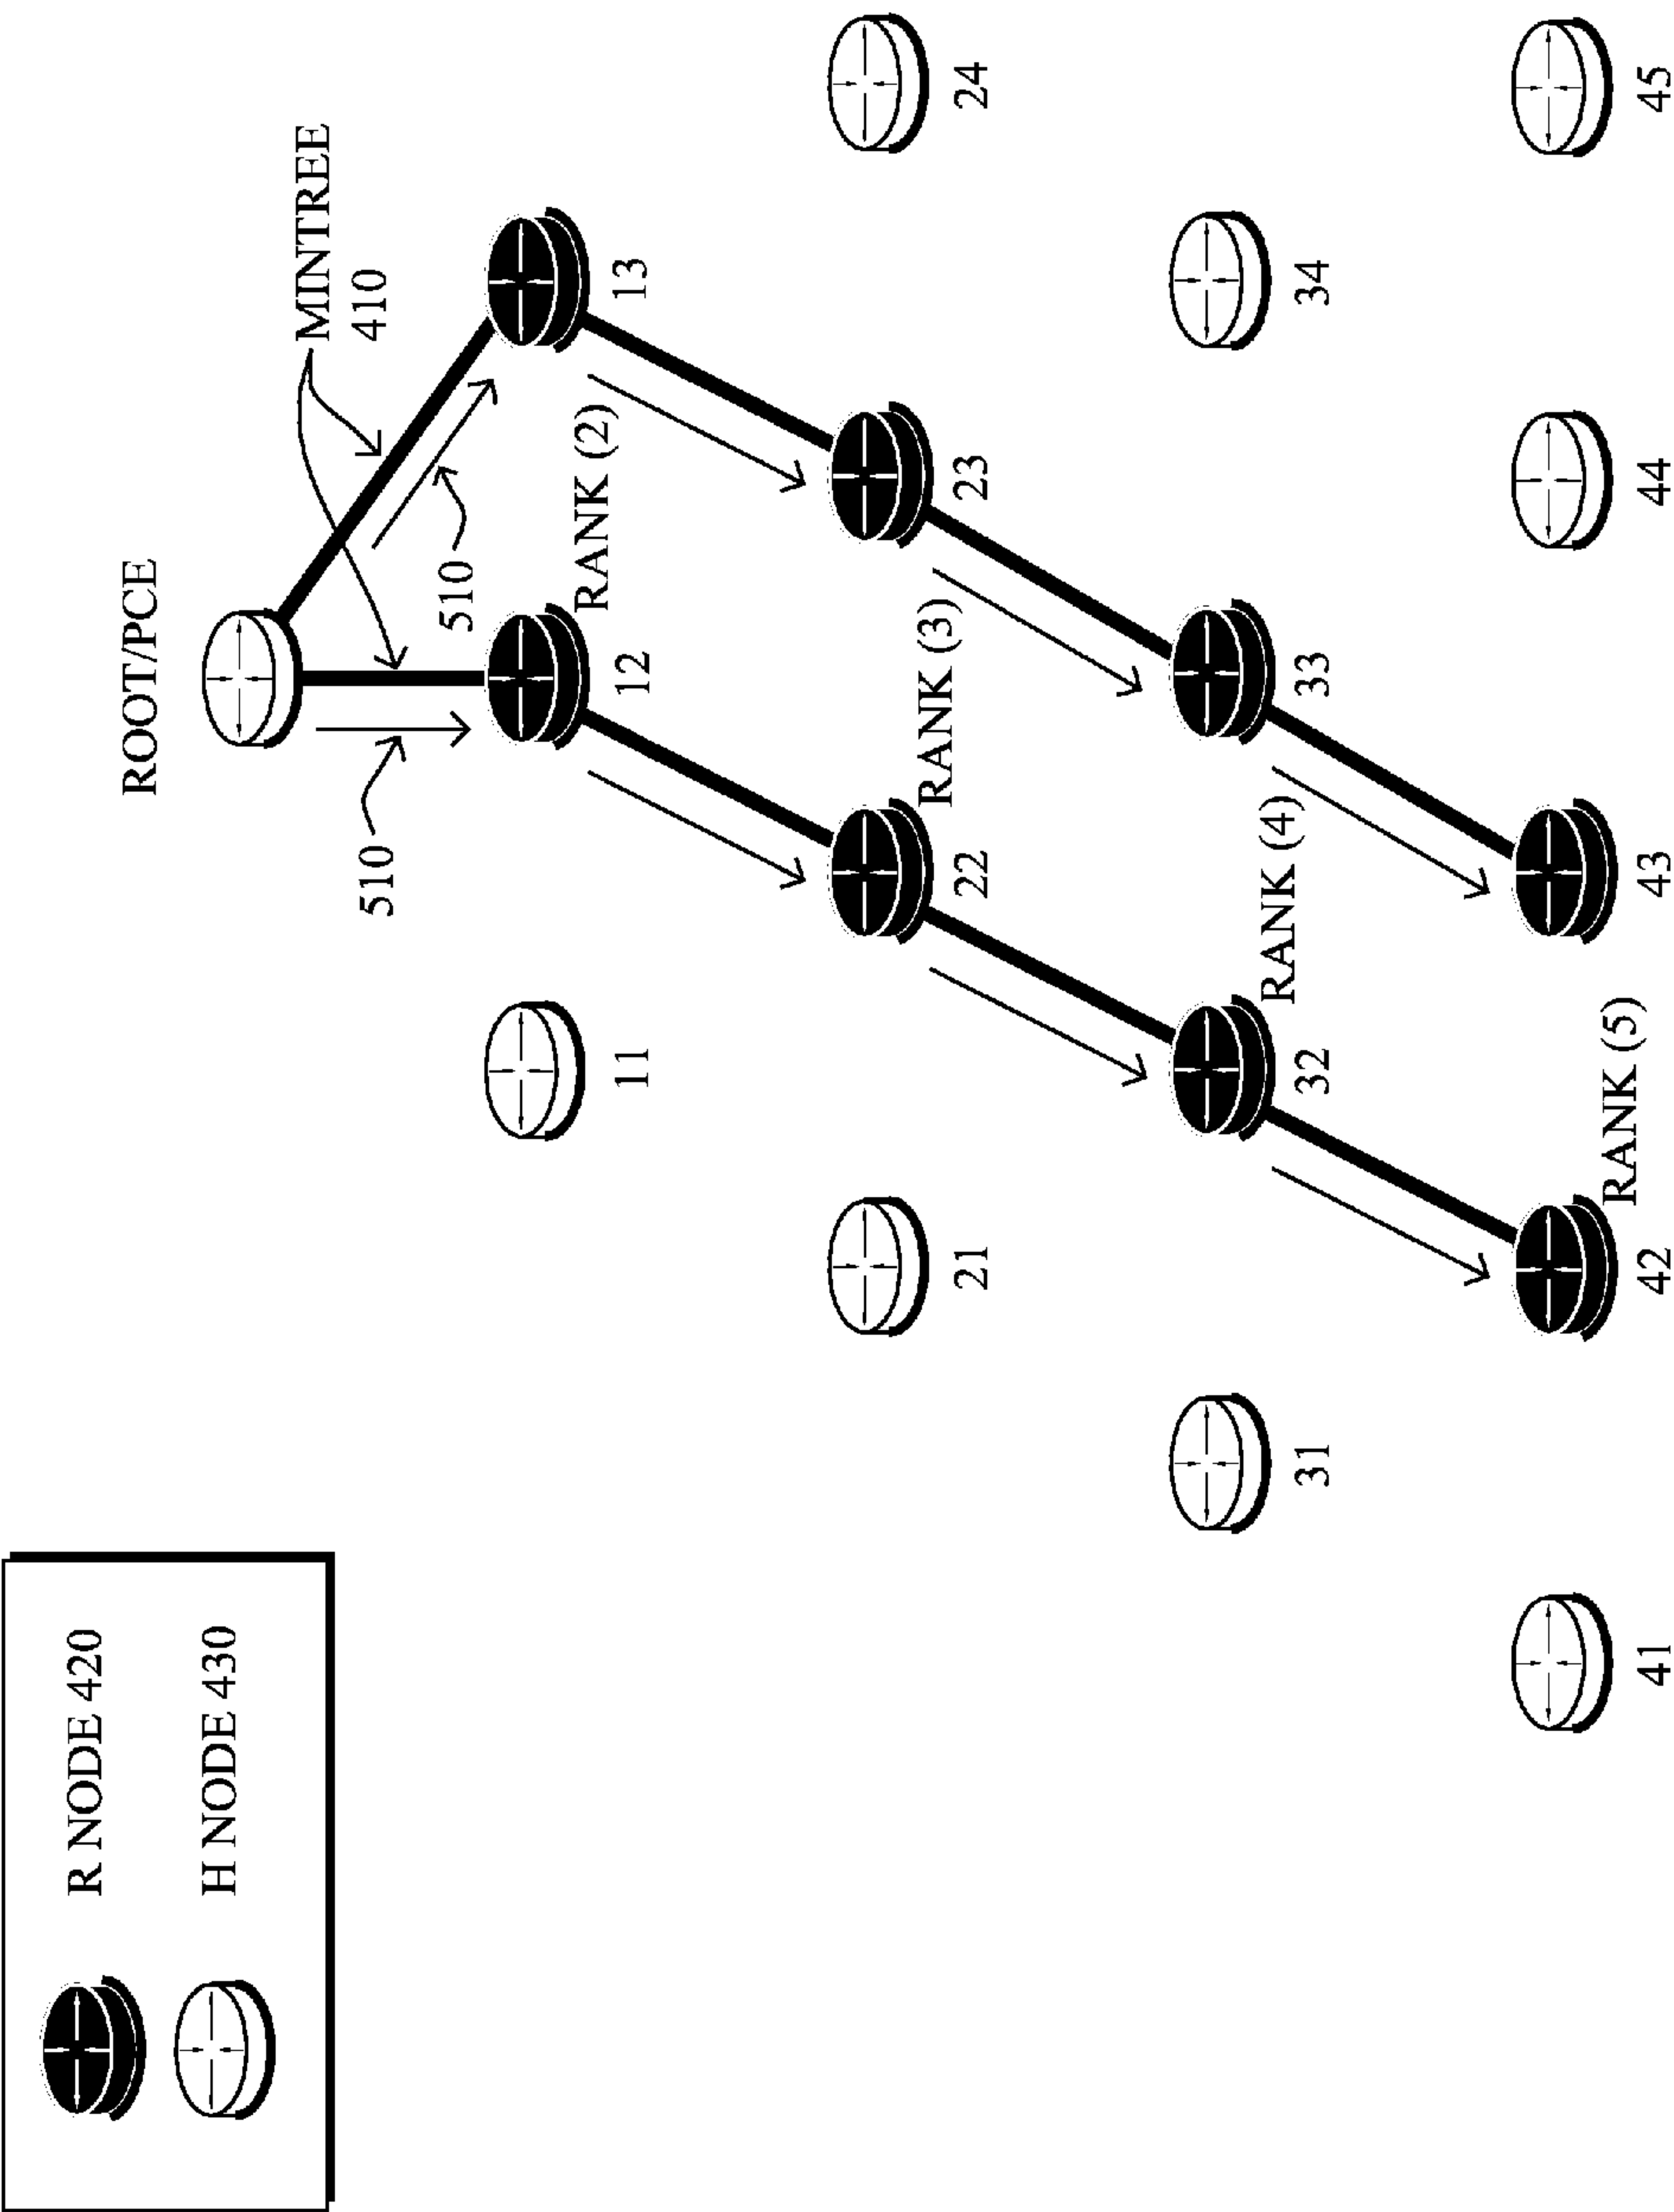 R NODE 420
H NODE 430
ROOT/PCE
MINTREE
410
510
510
11
12
13
RANK (2)
21
22
23
24
RANK (3)
31
32
33
34
RANK (4)
41
42
43
44
45
RANK (5)